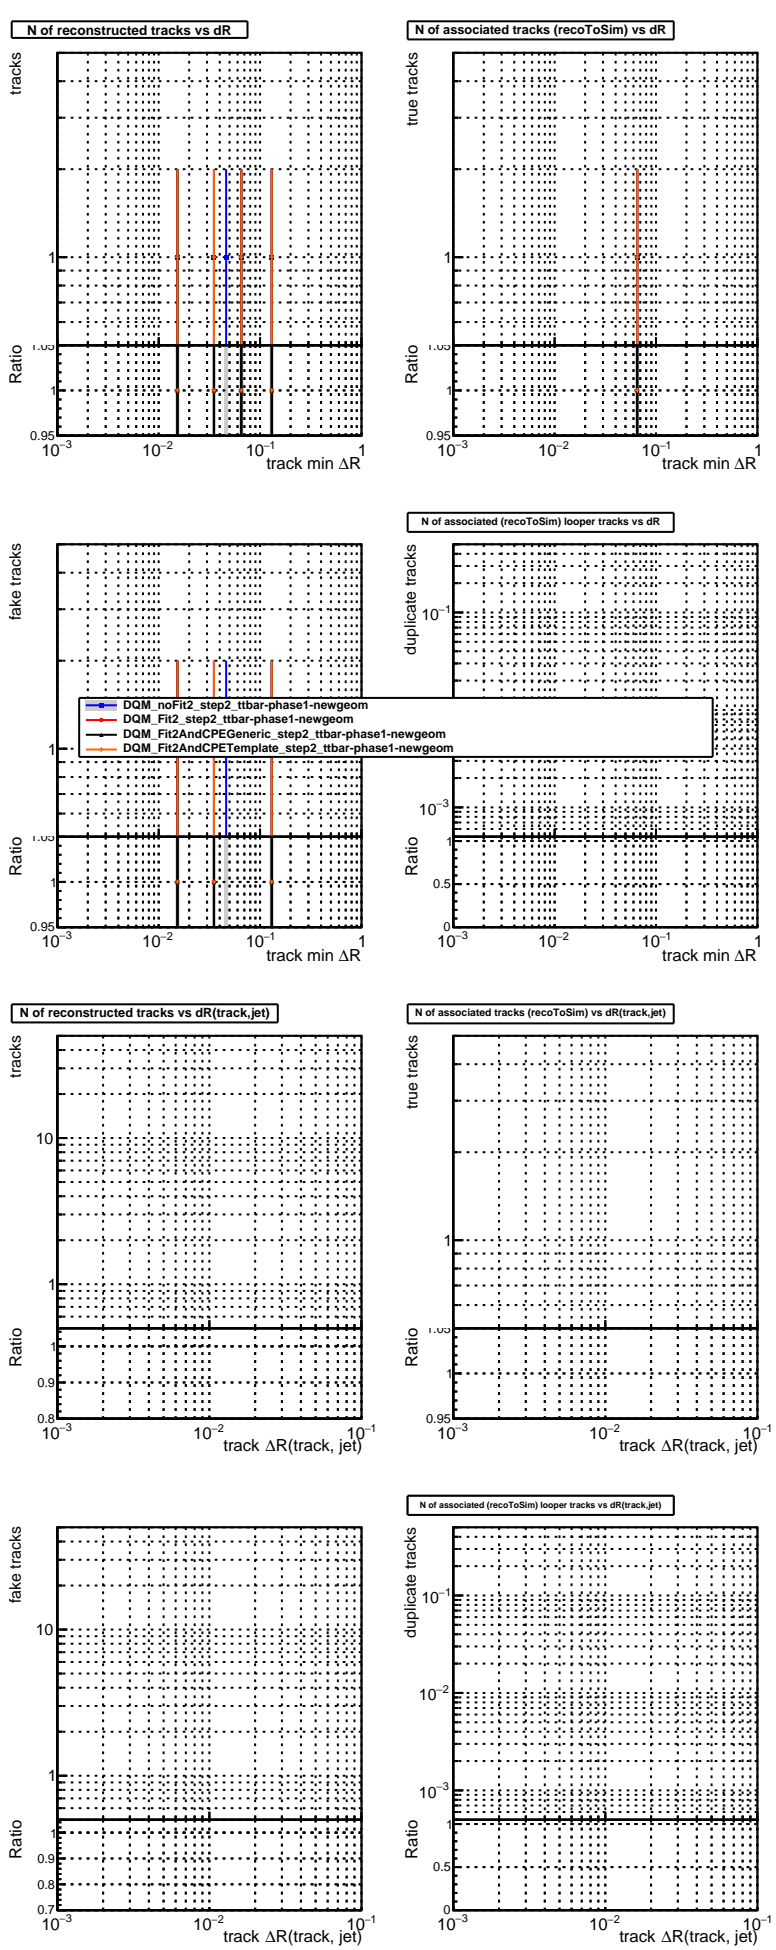 N of reconstructed tracks vs dR
tracks
1
1.05
Ratio
1
0.95
10−3
10−2
10−1
1
track min ΔR
N of associated tracks (recoToSim) vs dR
true tracks
1
1.05
Ratio
1
0.95
10−3
10−2
10−1
1
track min ΔR
fake tracks
1
1.05
Ratio
1
0.95
10−3
10−2
10−1
1
track min ΔR
N of associated (recoToSim) looper tracks vs dR
duplicate tracks
10−1
10−3
1
Ratio
0.5
0
10−3
10−2
10−1
1
track min ΔR
DQM_noFit2_step2_ttbar-phase1-newgeom
DQM_Fit2_step2_ttbar-phase1-newgeom
DQM_Fit2AndCPEGeneric_step2_ttbar-phase1-newgeom
DQM_Fit2AndCPETemplate_step2_ttbar-phase1-newgeom
N of reconstructed tracks vs dR(track,jet)
tracks
10
1
Ratio
1
0.9
0.8
10−3
10−2
10−1
track ΔR(track, jet)
N of associated tracks (recoToSim) vs dR(track,jet)
true tracks
1
1.05
Ratio
1
0.95
10−3
10−2
10−1
track ΔR(track, jet)
fake tracks
10
1
Ratio
1
0.9
0.8
0.7
10−3
10−2
10−1
track ΔR(track, jet)
N of associated (recoToSim) looper tracks vs dR(track,jet)
duplicate tracks
10−1
10−2
10−3
1
Ratio
0.5
0
10−3
10−2
10−1
track ΔR(track, jet)